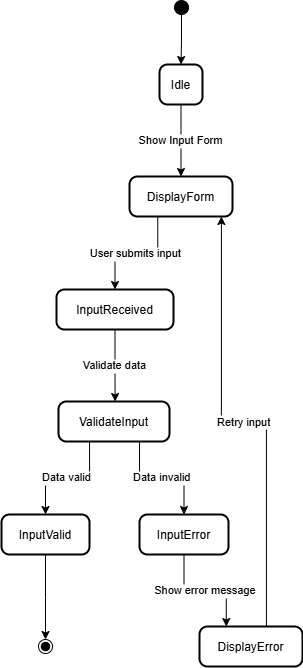 Idle
Show Input Form
DisplayForm
User submits input
InputReceived
Validate data
ValidateInput
Retry input
Data valid
Data invalid
InputValid
InputError
Show error message
DisplayError